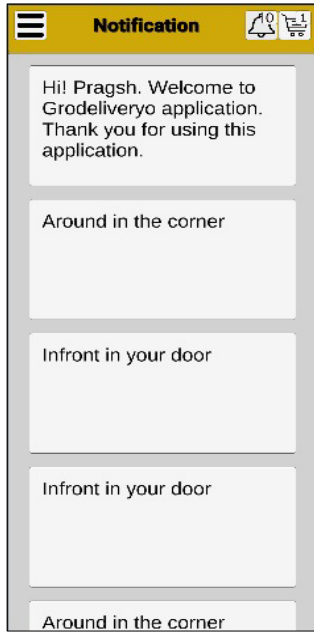 Notification
0
1
Hi! Pragsh. Welcome to
Grodeliveryo application.
Thank you for using this
application.
Around in the corner
Infront in your door
Infront in your door
Around in the corner